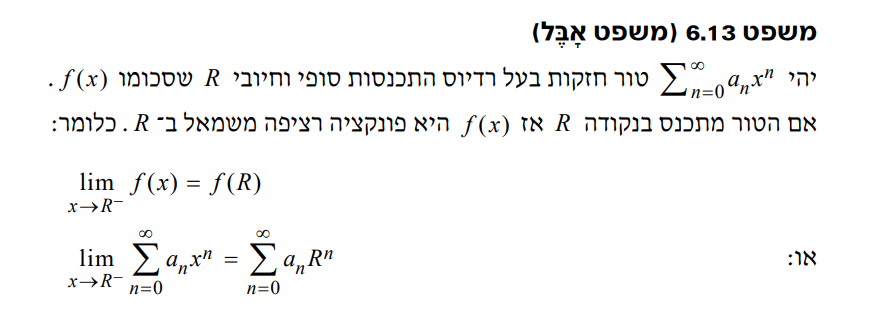 משפט 6.13 (משפט אָבֶּל)
יהי $\sum_{n=0}^{\infty} a_n x^n$ טור חזקות בעל רדיוס התכנסות סופי וחיובי $R$ שסכומו $f(x)$.
אם הטור מתכנס בנקודה $R$ אז $f(x)$ היא פונקציה רציפה משמאל ב־$R$. כלומר:
$\lim_{x \to R^-} f(x) = f(R)$
או: $\lim_{x \to R^-} \sum_{n=0}^{\infty} a_n x^n = \sum_{n=0}^{\infty} a_n R^n$